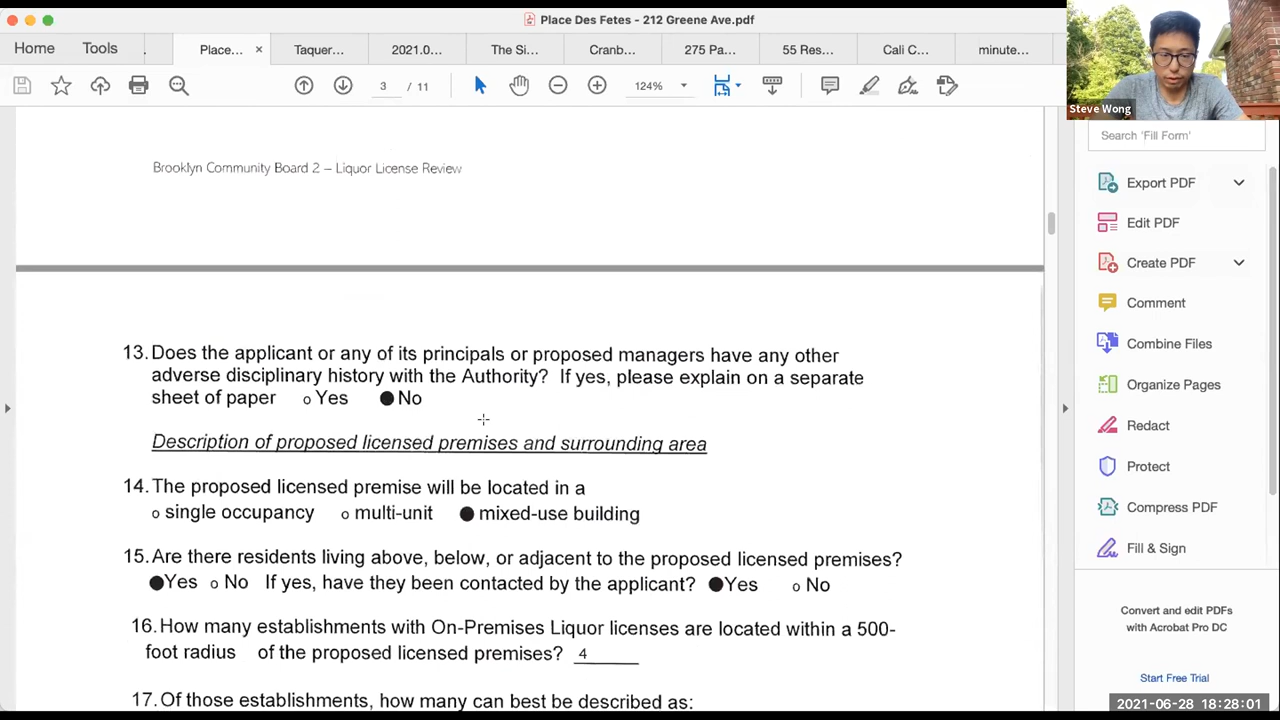 Place Des Fetes - 212 Greene Ave.pdf
Home
Tools
Place...
Taquer...
2021.0...
The Si...
Cranb...
275 Pa...
55 Res...
Cali C...
minute...
3 / 11
124%
Steve Wong
Search 'Fill Form'
Brooklyn Community Board 2 – Liquor License Review
13. Does the applicant or any of its principals or proposed managers have any other
adverse disciplinary history with the Authority? If yes, please explain on a separate
sheet of paper o Yes ● No
Description of proposed licensed premises and surrounding area
14. The proposed licensed premise will be located in a
o single occupancy o multi-unit ● mixed-use building
15. Are there residents living above, below, or adjacent to the proposed licensed premises?
● Yes o No If yes, have they been contacted by the applicant? ● Yes o No
16. How many establishments with On-Premises Liquor licenses are located within a 500-
foot radius of the proposed licensed premises? 4
17. Of those establishments, how many can best be described as:
Export PDF
Edit PDF
Create PDF
Comment
Combine Files
Organize Pages
Redact
Protect
Compress PDF
Fill & Sign
Convert and edit PDFs
with Acrobat Pro DC
Start Free Trial
2021-06-28 18:28:01